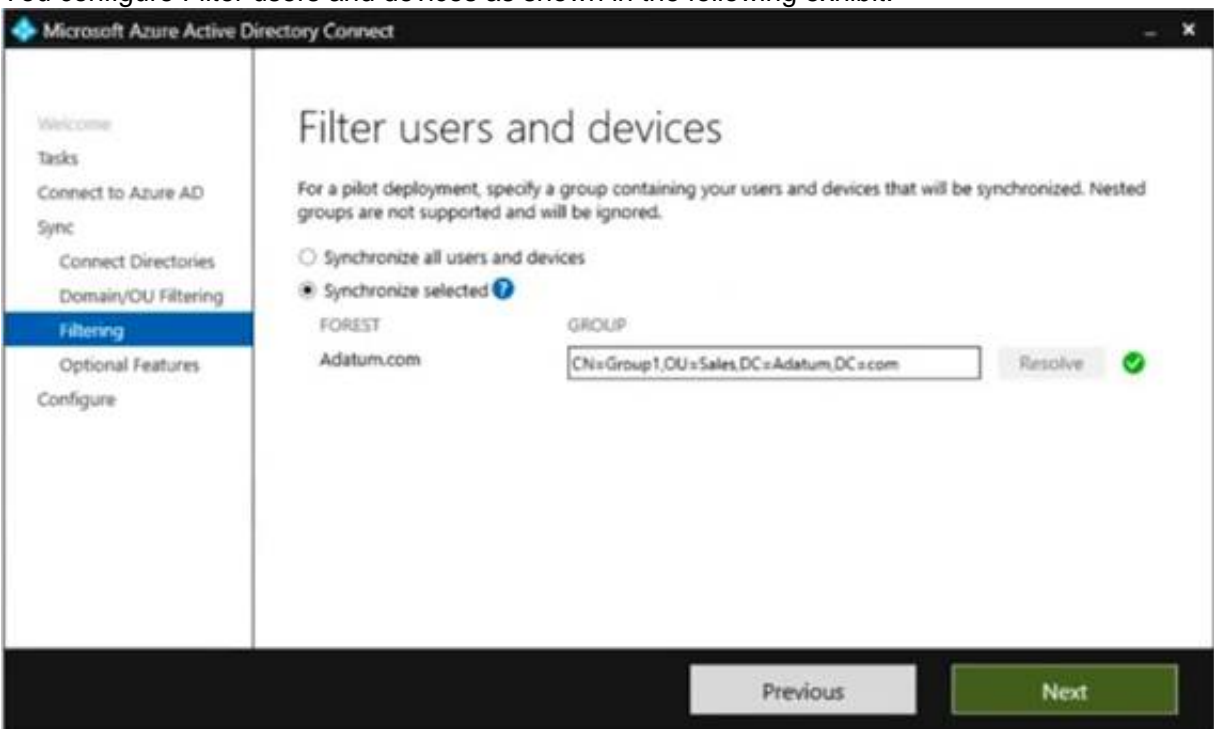 You configure Filter users and devices as shown in the following exhibit.
Microsoft Azure Active Directory Connect
Welcome
Tasks
Connect to Azure AD
Sync
Connect Directories
Domain/OU Filtering
Filtering
Optional Features
Configure
Filter users and devices
For a pilot deployment, specify a group containing your users and devices that will be synchronized. Nested
groups are not supported and will be ignored.
Synchronize all users and devices
Synchronize selected ?
FOREST GROUP
Adatum.com CN=Group1,OU=Sales,DC=Adatum,DC=com Resolve
Previous Next